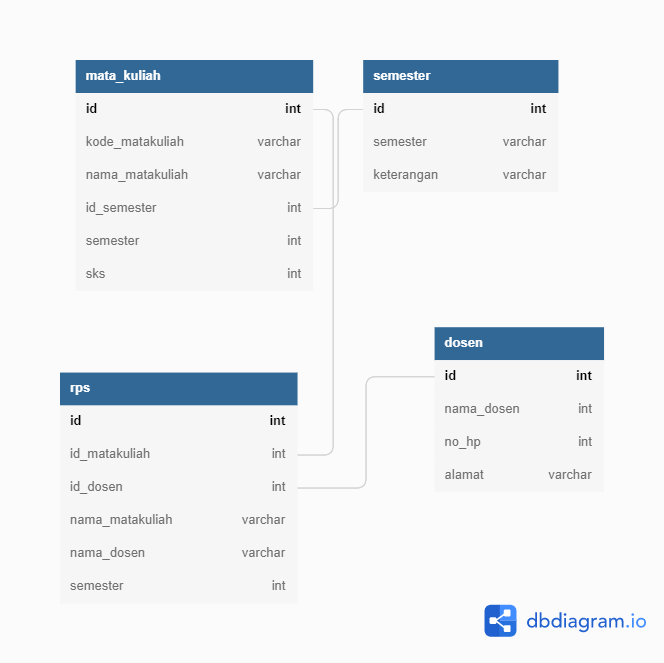 mata_kuliah
id int
kode_matakuliah varchar
nama_matakuliah varchar
id_semester int
semester int
sks int
semester
id int
semester varchar
keterangan varchar
rps
id int
id_matakuliah int
id_dosen int
nama_matakuliah varchar
nama_dosen varchar
semester int
dosen
id int
nama_dosen int
no_hp int
alamat varchar
dbdiagram.io